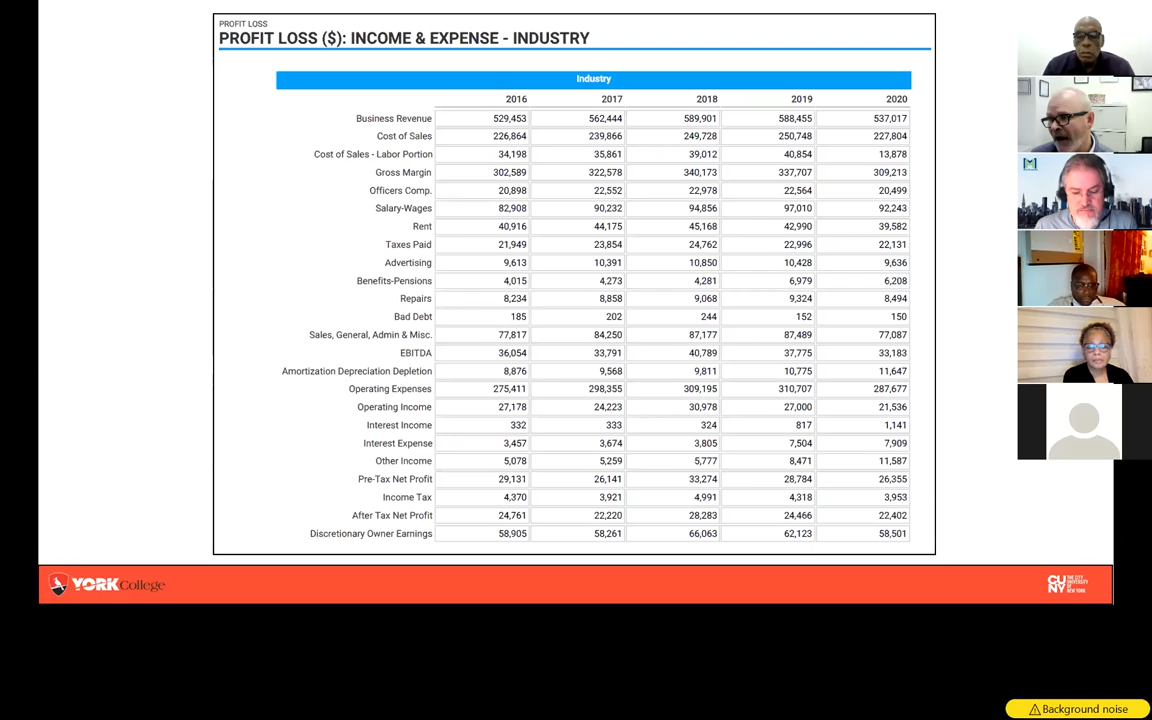 PROFIT LOSS
PROFIT LOSS ($): INCOME & EXPENSE - INDUSTRY
Industry
2016 2017 2018 2019 2020
Business Revenue 529,453 562,444 589,901 588,455 537,017
Cost of Sales 226,864 239,866 249,728 250,748 227,804
Cost of Sales - Labor Portion 34,198 35,861 39,012 40,854 13,878
Gross Margin 302,589 322,578 340,173 337,707 309,213
Officers Comp. 20,898 22,552 22,978 22,564 20,499
Salary-Wages 82,908 90,232 94,856 97,010 92,243
Rent 40,916 44,175 45,168 42,990 39,582
Taxes Paid 21,949 23,854 24,762 22,996 22,131
Advertising 9,613 10,391 10,850 10,428 9,636
Benefits-Pensions 4,015 4,273 4,281 6,979 6,208
Repairs 8,234 8,858 9,068 9,324 8,494
Bad Debt 185 202 244 152 150
Sales, General, Admin & Misc. 77,817 84,250 87,177 87,489 77,087
EBITDA 36,054 33,791 40,789 37,775 33,183
Amortization Depreciation Depletion 8,876 9,568 9,811 10,775 11,647
Operating Expenses 275,411 298,355 309,195 310,707 287,677
Operating Income 27,178 24,223 30,978 27,000 21,536
Interest Income 332 333 324 817 1,141
Interest Expense 3,457 3,674 3,805 7,504 7,909
Other Income 5,078 5,259 5,777 8,471 11,587
Pre-Tax Net Profit 29,131 26,141 33,274 28,784 26,355
Income Tax 4,370 3,921 4,991 4,318 3,953
After Tax Net Profit 24,761 22,220 28,283 24,466 22,402
Discretionary Owner Earnings 58,905 58,261 66,063 62,123 58,501
YORK College
CUNY
THE CITY
UNIVERSITY
OF
NEW YORK
Background noise